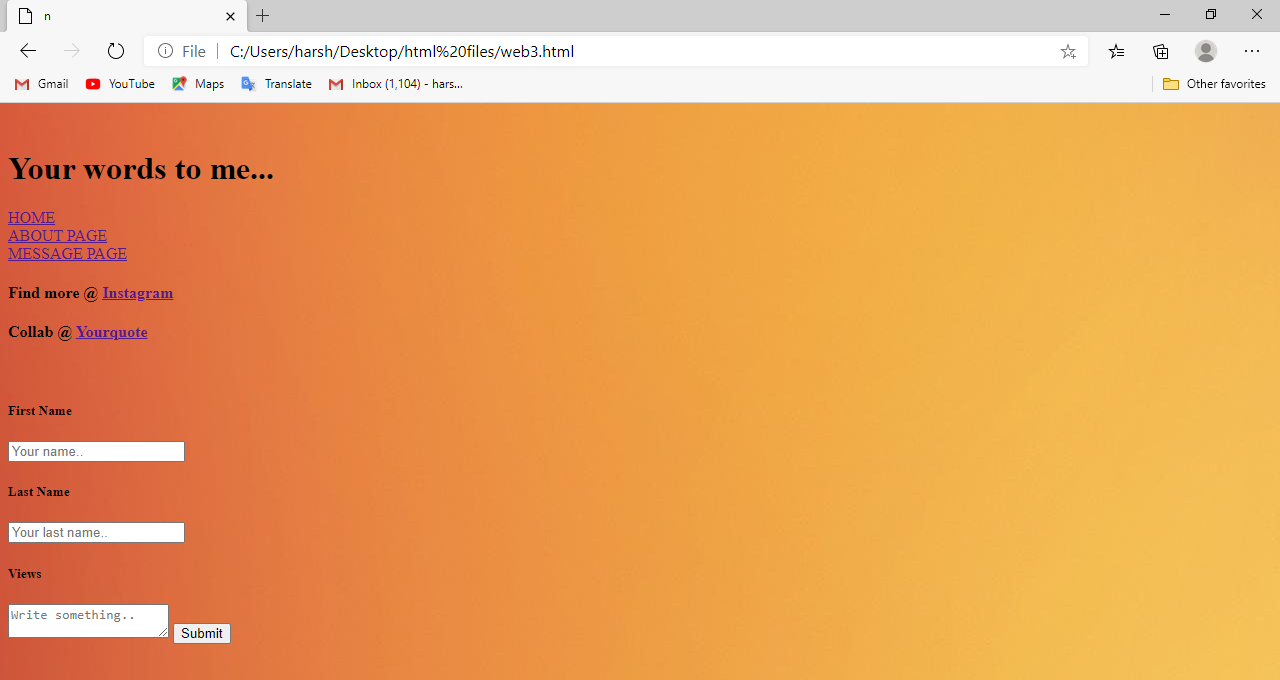 n
File C:/Users/harsh/Desktop/html%20files/web3.html
Gmail YouTube Maps Translate Inbox (1,104) - hars... Other favorites
Your words to me...
HOME
ABOUT PAGE
MESSAGE PAGE
Find more @ Instagram
Collab @ Yourquote
First Name
Your name..
Last Name
Your last name..
Views
Write something.. Submit